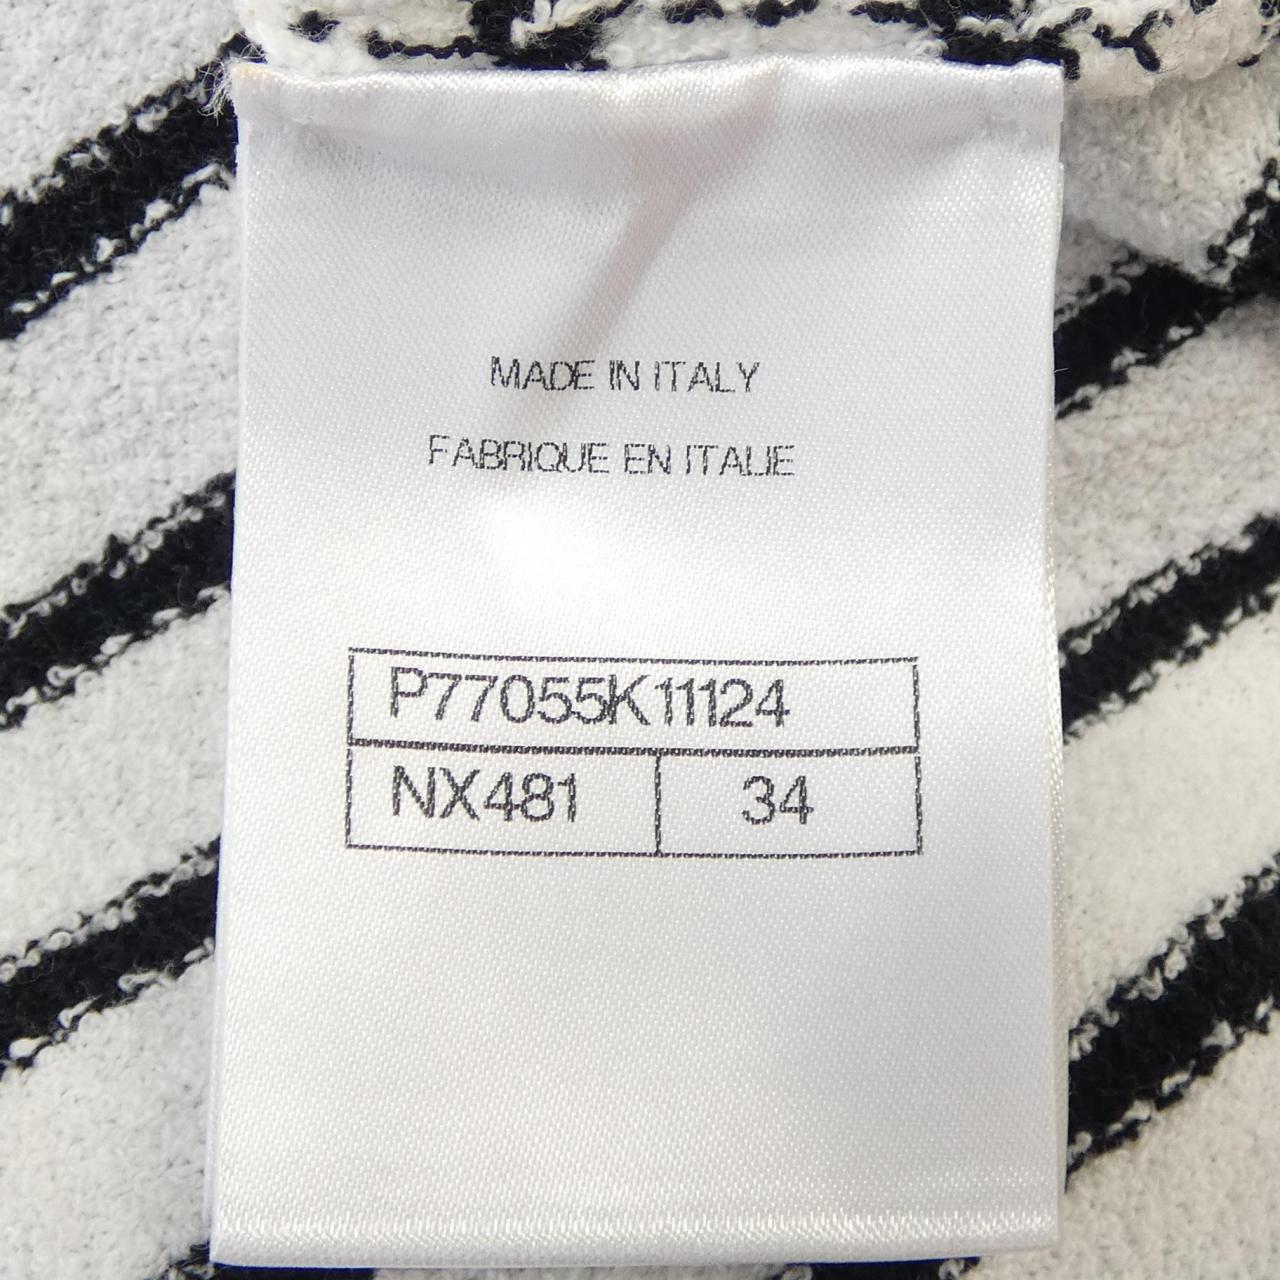 MADE IN ITALY
FABRIQUE EN ITALIE
P77055K11124
NX481 34